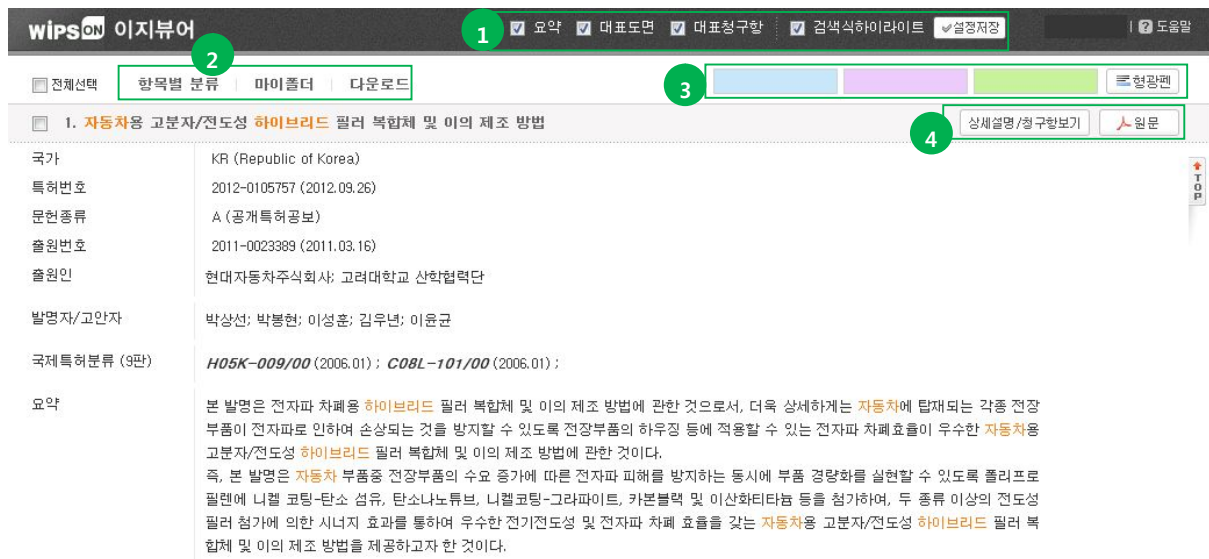 wipson 이지뷰어 1 요약 대표도면 대표청구항 검색식하이라이트 설정저장 | ? 도움말
2
전체선택 항목별 분류 | 마이폴더 | 다운로드 3 형광펜
1. 자동차용 고분자/전도성 하이브리드 필러 복합체 및 이의 제조 방법 4 상세설명/청구항보기 원문
국가 KR (Republic of Korea)
특허번호 2012-0105757 (2012.09.26)
문헌종류 A (공개특허공보)
출원번호 2011-0023389 (2011.03.16)
출원인 현대자동차주식회사; 고려대학교 산학협력단
발명자/고안자 박상선; 박봉현; 이성훈; 김우년; 이윤균
국제특허분류 (9판) H05K-009/00 (2006.01) ; C08L-101/00 (2006.01) ;
요약 본 발명은 전자파 차폐용 하이브리드 필러 복합체 및 이의 제조 방법에 관한 것으로서, 더욱 상세하게는 자동차에 탑재되는 각종 전장
부품이 전자파로 인하여 손상되는 것을 방지할 수 있도록 전장부품의 하우징 등에 적용할 수 있는 전자파 차폐효율이 우수한 자동차용
고분자/전도성 하이브리드 필러 복합체 및 이의 제조 방법에 관한 것이다.
즉, 본 발명은 자동차 부품중 전장부품의 수요 증가에 따른 전자파 피해를 방지하는 동시에 부품 경량화를 실현할 수 있도록 폴리프로
필렌에 니켈 코팅-탄소 섬유, 탄소나노튜브, 니켈코팅-그라파이트, 카본블랙 및 이산화티타늄 등을 첨가하여, 두 종류 이상의 전도성
필러 첨가에 의한 시너지 효과를 통하여 우수한 전기전도성 및 전자파 차폐 효율을 갖는 자동차용 고분자/전도성 하이브리드 필러 복
합체 및 이의 제조 방법을 제공하고자 한 것이다.
TOP